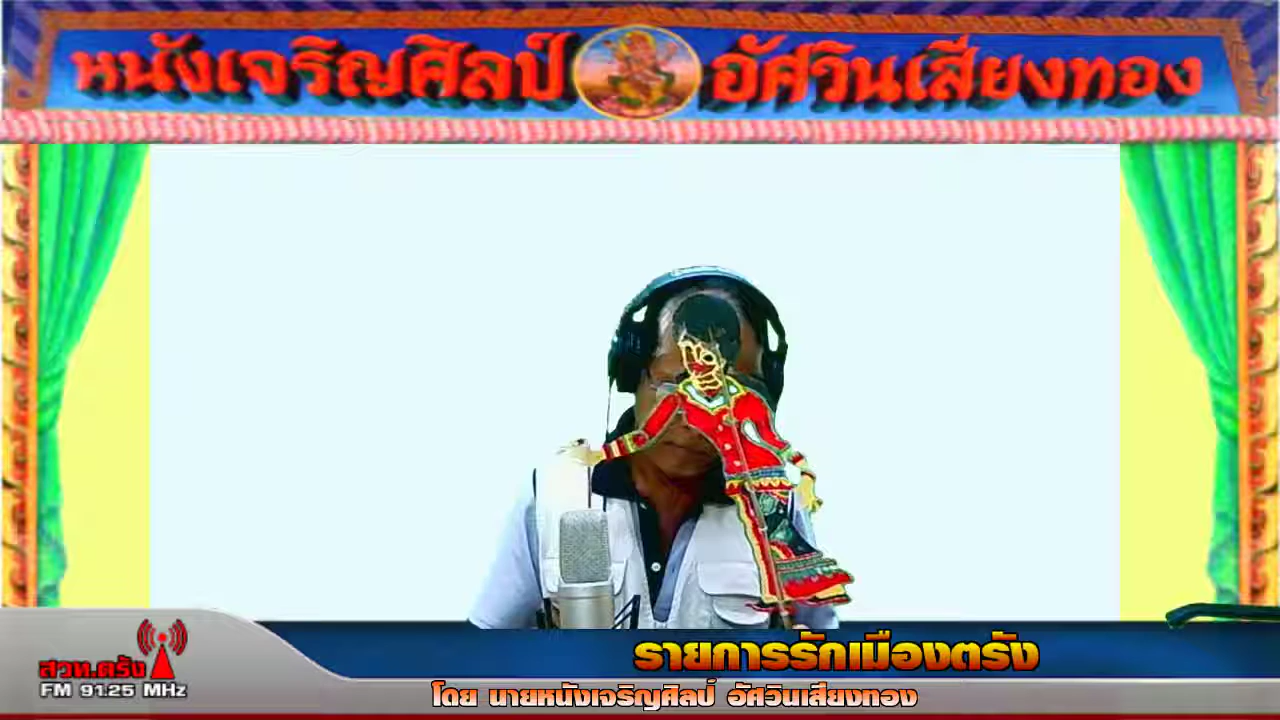 หนังเจริญศิลป์ อัศวินเสียงทอง
รายการรักเมืองตรัง
สวท.ตรัง
FM 91.25 MHz
โดย นายหนังเจริญศิลป์ อัศวินเสียงทอง